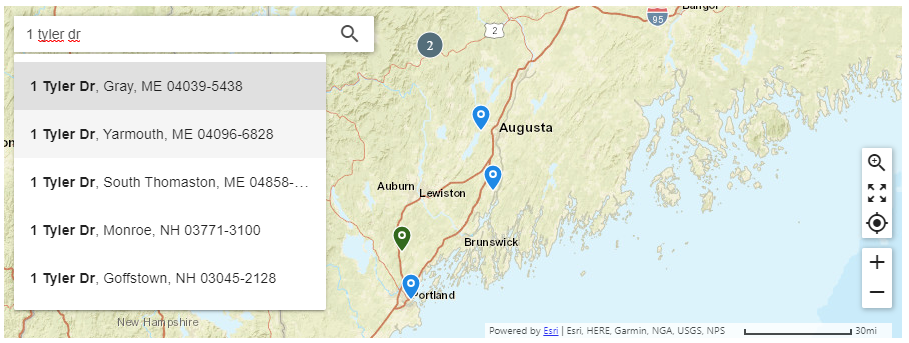 1 tyler dr
1 Tyler Dr, Gray, ME 04039-5438
1 Tyler Dr, Yarmouth, ME 04096-6828
1 Tyler Dr, South Thomaston, ME 04858-...
1 Tyler Dr, Monroe, NH 03771-3100
1 Tyler Dr, Goffstown, NH 03045-2128
New Hampshire
2
2
95
Bangor
Augusta
Auburn
Lewiston
Brunswick
Portland
Powered by Esri | Esri, HERE, Garmin, NGA, USGS, NPS
30mi